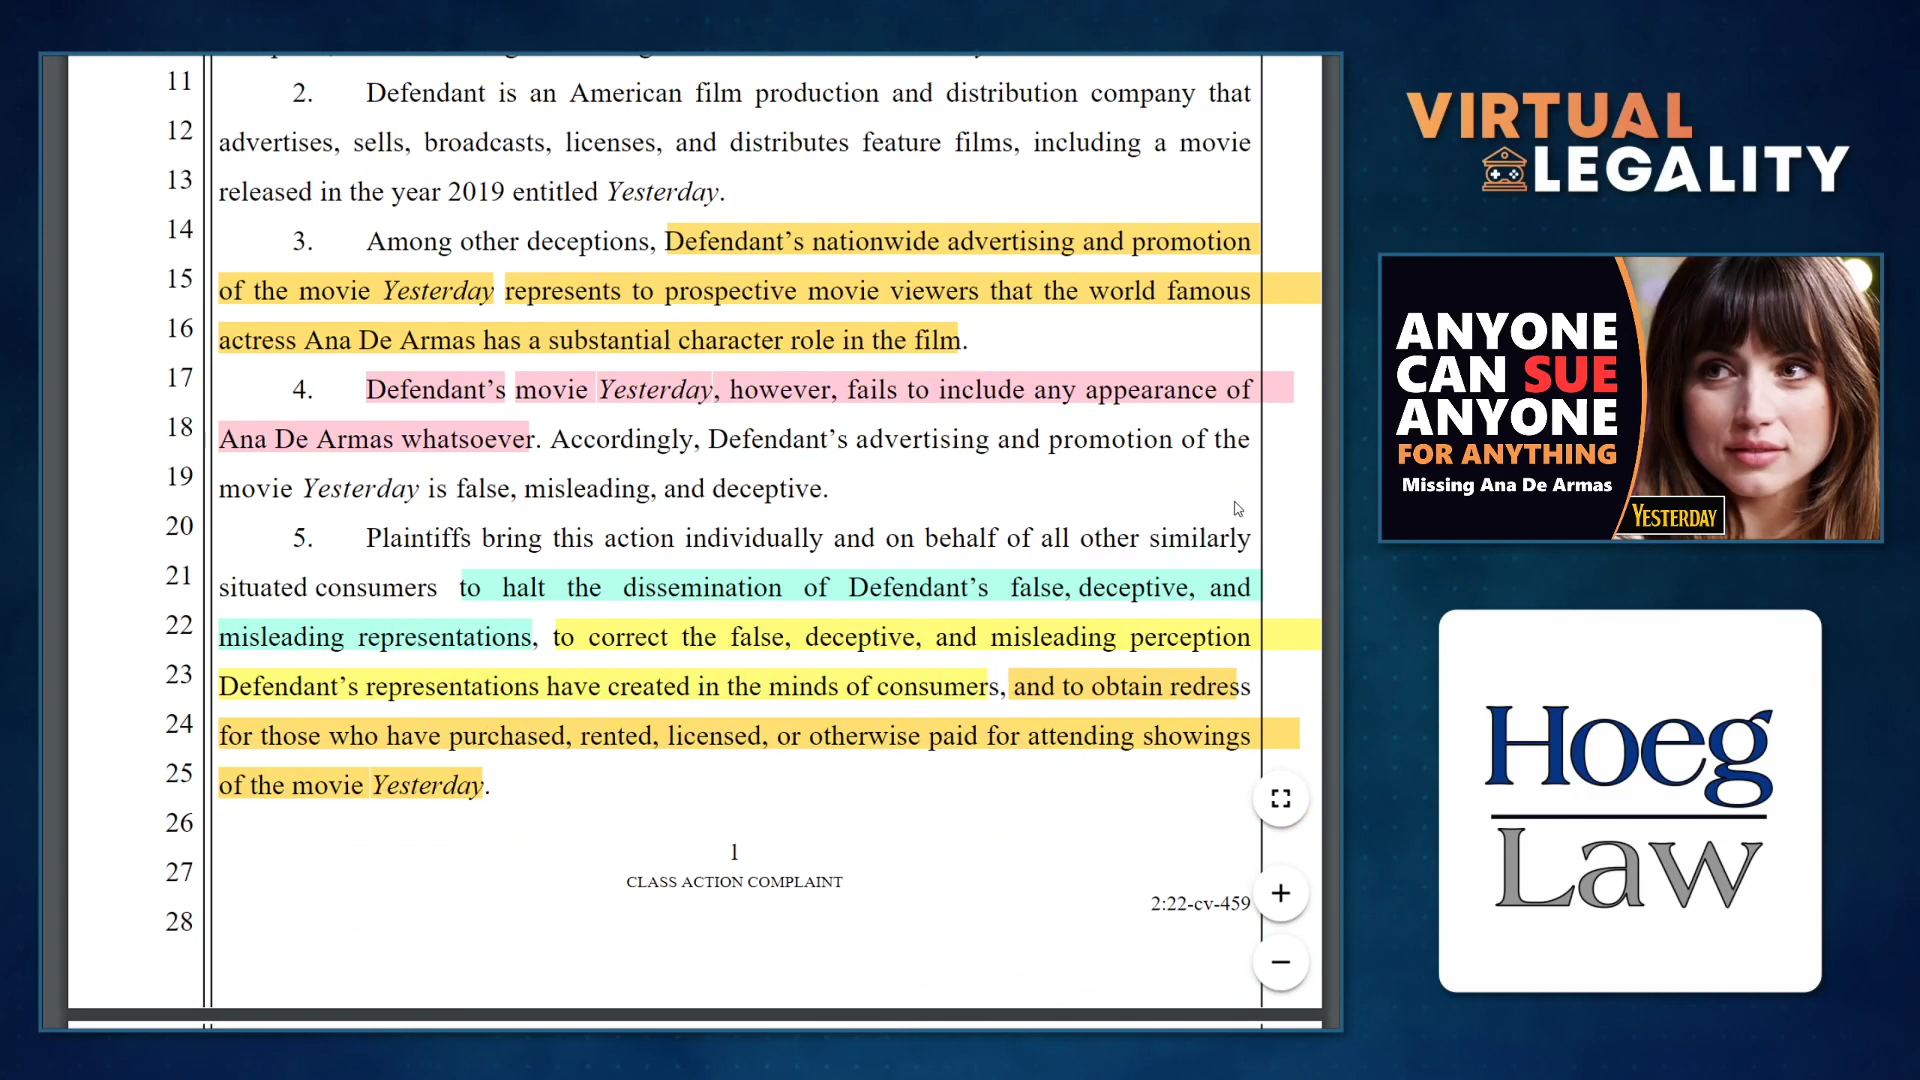 11
2. Defendant is an American film production and distribution company that
12
advertises, sells, broadcasts, licenses, and distributes feature films, including a movie
13
released in the year 2019 entitled Yesterday.
14
3. Among other deceptions, Defendant’s nationwide advertising and promotion
15
of the movie Yesterday represents to prospective movie viewers that the world famous
16
actress Ana De Armas has a substantial character role in the film.
17
4. Defendant’s movie Yesterday, however, fails to include any appearance of
18
Ana De Armas whatsoever. Accordingly, Defendant’s advertising and promotion of the
19
movie Yesterday is false, misleading, and deceptive.
20
5. Plaintiffs bring this action individually and on behalf of all other similarly
21
situated consumers to halt the dissemination of Defendant’s false, deceptive, and
22
misleading representations, to correct the false, deceptive, and misleading perception
23
Defendant’s representations have created in the minds of consumers, and to obtain redress
24
for those who have purchased, rented, licensed, or otherwise paid for attending showings
25
of the movie Yesterday.
26
1
27
CLASS ACTION COMPLAINT
2:22-cv-459
28
VIRTUAL
LEGALITY
ANYONE
CAN SUE
ANYONE
FOR ANYTHING
Missing Ana De Armas
YESTERDAY
Hoeg
Law